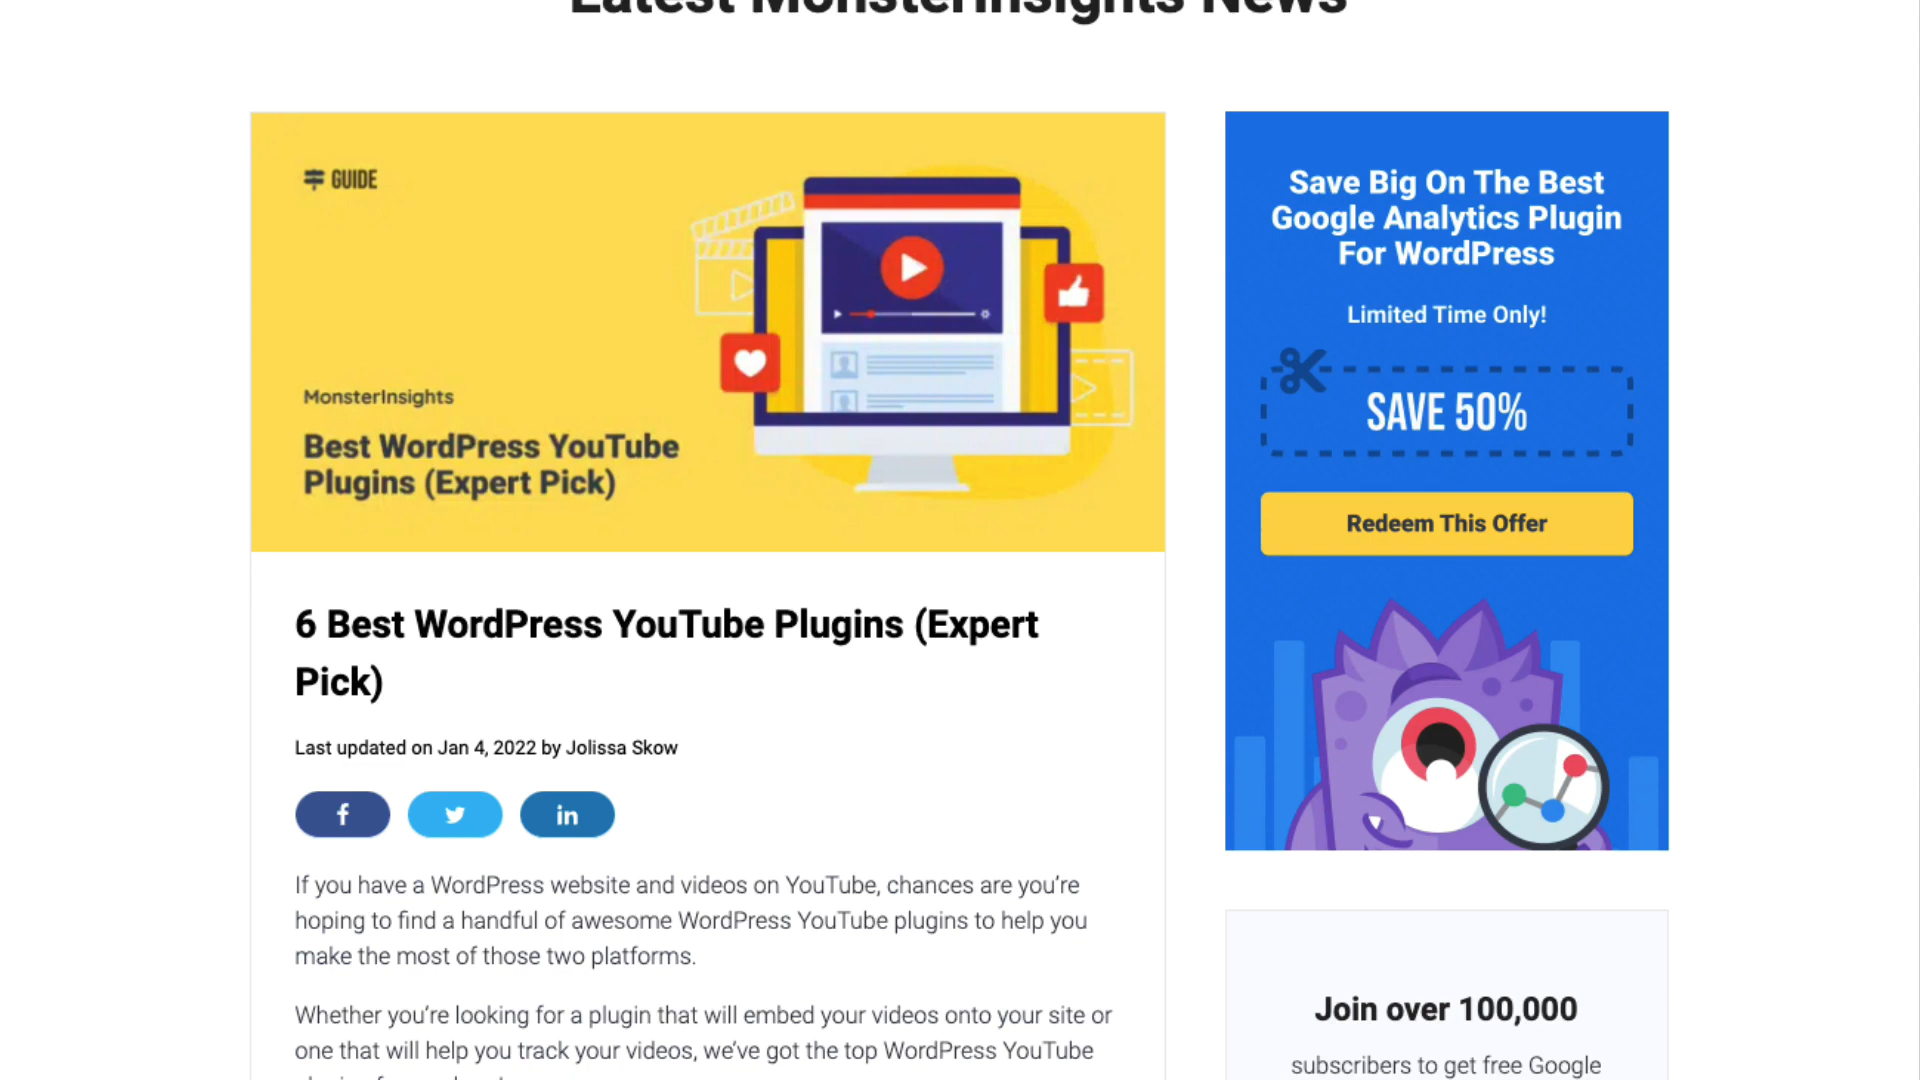 Latest MonsterInsights News
GUIDE
MonsterInsights
Best WordPress YouTube
Plugins (Expert Pick)
6 Best WordPress YouTube Plugins (Expert
Pick)
Last updated on Jan 4, 2022 by Jolissa Skow
f
in
If you have a WordPress website and videos on YouTube, chances are you’re
hoping to find a handful of awesome WordPress YouTube plugins to help you
make the most of those two platforms.
Whether you’re looking for a plugin that will embed your videos onto your site or
one that will help you track your videos, we’ve got the top WordPress YouTube
Save Big On The Best
Google Analytics Plugin
For WordPress
Limited Time Only!
SAVE 50%
Redeem This Offer
Join over 100,000
subscribers to get free Google